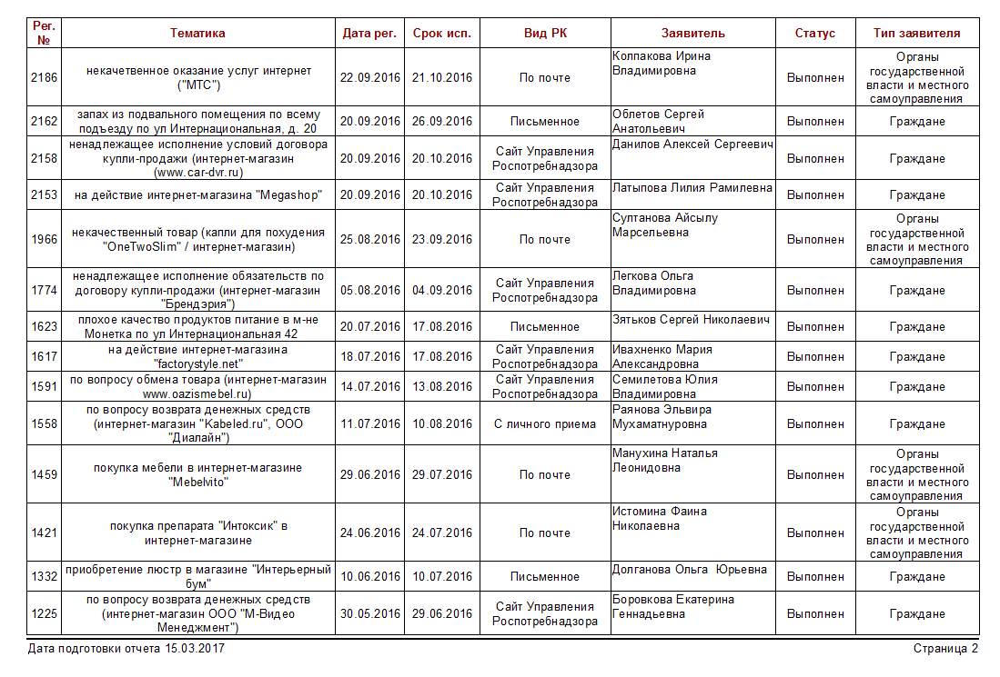 Рег. № Тематика Дата рег. Срок исп. Вид РК Заявитель Статус Тип заявителя
2186 некачетвенное оказание услуг интернет ("МТС") 22.09.2016 21.10.2016 По почте Колпакова Ирина Владимировна Выполнен Органы государственной власти и местного самоуправления
2162 запах из подвального помещения по всему подъезду по ул Интернациональная, д. 20 20.09.2016 26.09.2016 Письменное Облетов Сергей Анатольевич Выполнен Граждане
2158 ненадлежащее исполнение условий договора купли-продажи (интернет-магазин (www.car-dvr.ru) 20.09.2016 20.10.2016 Сайт Управления Роспотребнадзора Данилов Алексей Сергеевич Выполнен Граждане
2153 на действие интернет-магазина "Megashop" 20.09.2016 20.10.2016 Сайт Управления Роспотребнадзора Латыпова Лилия Рамилевна Выполнен Граждане
1966 некачественный товар (капли для похудения "OneTwoSlim" / интернет-магазин) 25.08.2016 23.09.2016 По почте Султанова Айсылу Марсельевна Выполнен Органы государственной власти и местного самоуправления
1774 ненадлежащее исполнение обязательств по договору купли-продажи (интернет-магазин "Брендэрия") 05.08.2016 04.09.2016 Сайт Управления Роспотребнадзора Легкова Ольга Владимировна Выполнен Граждане
1623 плохое качество продуктов питание в м-не Монетка по ул Интернациональная 42 20.07.2016 17.08.2016 Письменное Зятьков Сергей Николаевич Выполнен Граждане
1617 на действие интернет-магазина "factorystyle.net" 18.07.2016 17.08.2016 Сайт Управления Роспотребнадзора Ивахненко Мария Александровна Выполнен Граждане
1591 по вопросу обмена товара (интернет-магазин www.oazismebel.ru) 14.07.2016 13.08.2016 Сайт Управления Роспотребнадзора Семилетова Юлия Владимировна Выполнен Граждане
1558 по вопросу возврата денежных средств (интернет-магазин "Kabeled.ru", ООО "Диалайн") 11.07.2016 10.08.2016 С личного приема Раянова Эльвира Мухаматнуровна Выполнен Граждане
1459 покупка мебели в интернет-магазине "Mebelvito" 29.06.2016 29.07.2016 По почте Манухина Наталья Леонидовна Выполнен Органы государственной власти и местного самоуправления
1421 покупка препарата "Интоксик" в интернет-магазине 24.06.2016 24.07.2016 По почте Истомина Фаина Николаевна Выполнен Органы государственной власти и местного самоуправления
1332 приобретение люстр в магазине "Интерьерный бум" 10.06.2016 10.07.2016 Письменное Долганова Ольга Юрьевна Выполнен Граждане
1225 по вопросу возврата денежных средств (интернет-магазин ООО "М-Видео Менеджмент") 30.05.2016 29.06.2016 Сайт Управления Роспотребнадзора Боровкова Екатерина Геннадьевна Выполнен Граждане
Дата подготовки отчета 15.03.2017 Страница 2